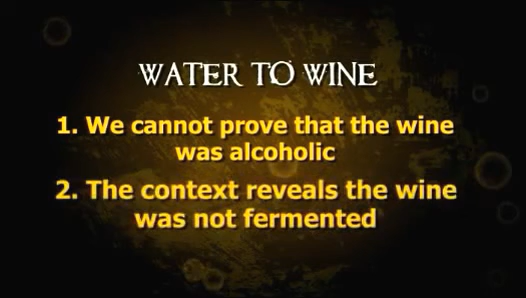 WATER TO WINE
1. We cannot prove that the wine
was alcoholic
2. The context reveals the wine
was not fermented